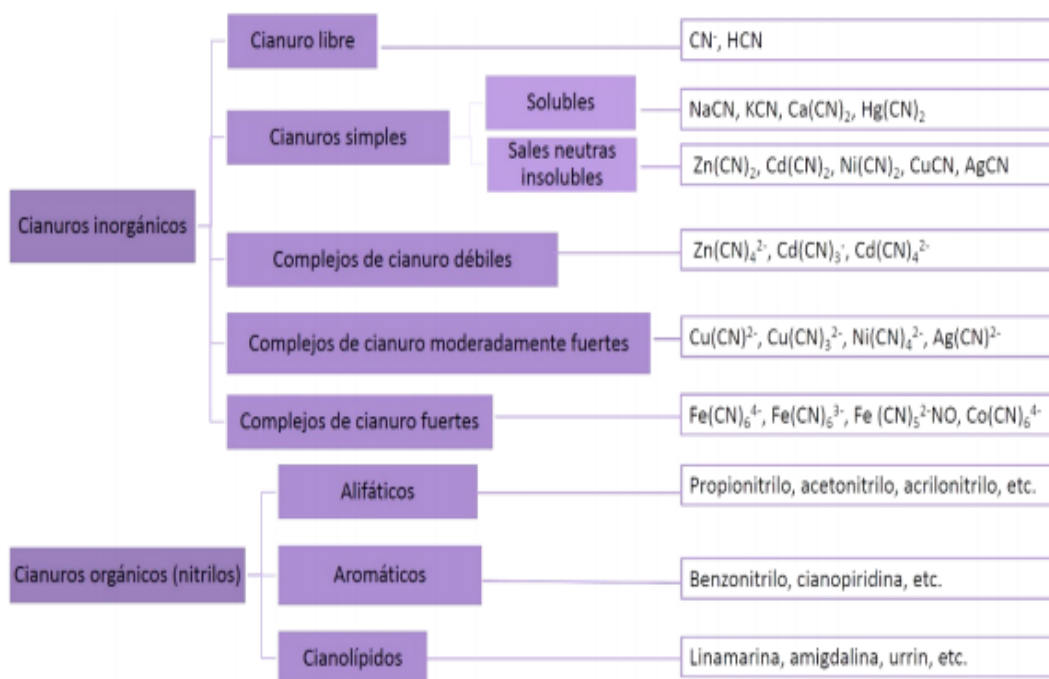 Cianuro libre
CN⁻, HCN
Solubles
NaCN, KCN, Ca(CN)₂, Hg(CN)₂
Cianuros simples
Sales neutras
insolubles
Zn(CN)₂, Cd(CN)₂, Ni(CN)₂, CuCN, AgCN
Cianuros inorgánicos
Complejos de cianuro débiles
Zn(CN)₄²⁻, Cd(CN)₃⁻, Cd(CN)₄²⁻
Complejos de cianuro moderadamente fuertes
Cu(CN)²⁻, Cu(CN)₃²⁻, Ni(CN)₄²⁻, Ag(CN)²⁻
Complejos de cianuro fuertes
Fe(CN)₆⁴⁻, Fe(CN)₆³⁻, Fe (CN)₅²⁻NO, Co(CN)₆⁴⁻
Alifáticos
Propionitrilo, acetonitrilo, acrilonitrilo, etc.
Cianuros orgánicos (nitrilos)
Aromáticos
Benzonitrilo, cianopiridina, etc.
Cianolípidos
Linamarina, amigdalina, urrin, etc.